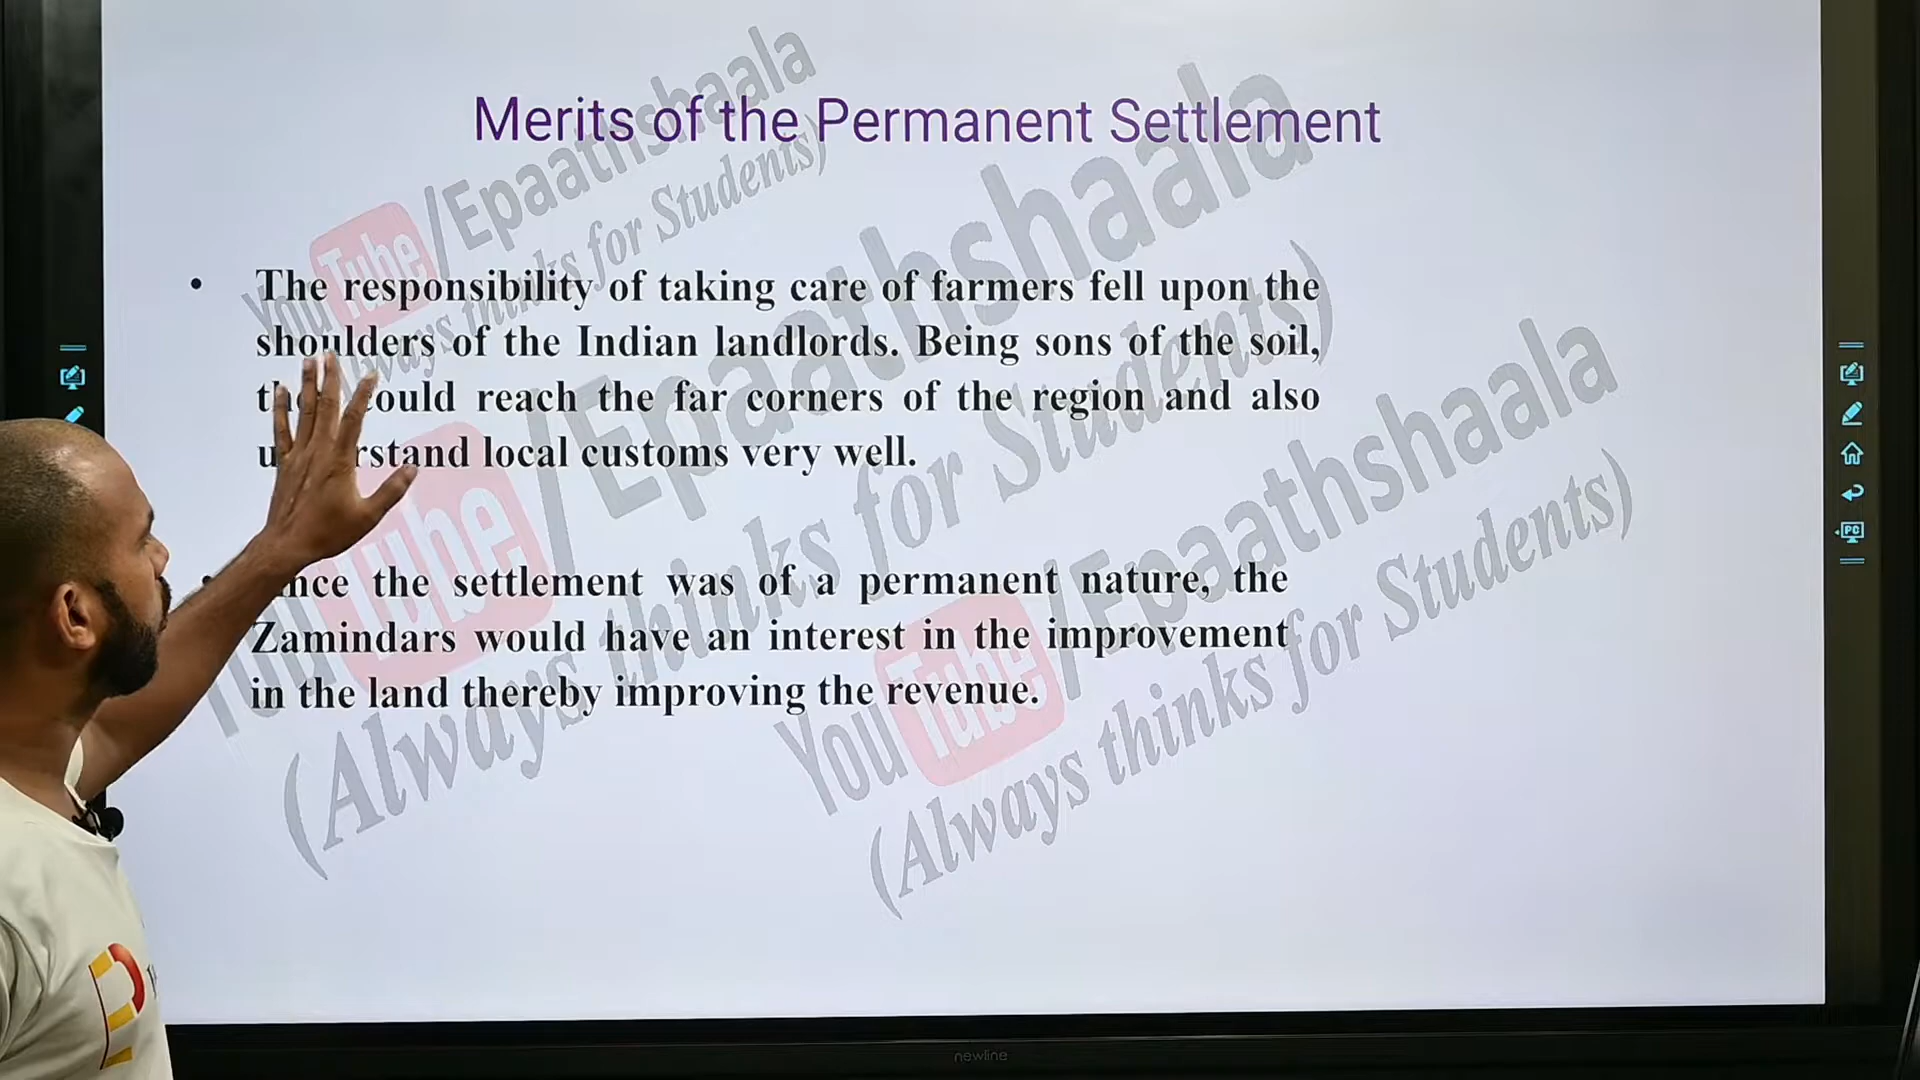 Merits of the Permanent Settlement
• The responsibility of taking care of farmers fell upon the
shoulders of the Indian landlords. Being sons of the soil,
could reach the far corners of the region and also
local customs very well.
the settlement was of a permanent nature, the
Zamindars would have an interest in the improvement
in the land thereby improving the revenue.
YouTube/Epaathshaala
(Always thinks for Students)
YouTube/Epaathshaala
(Always thinks for Students)
YouTube/Epaathshaala
(Always thinks for Students)
PC
newline